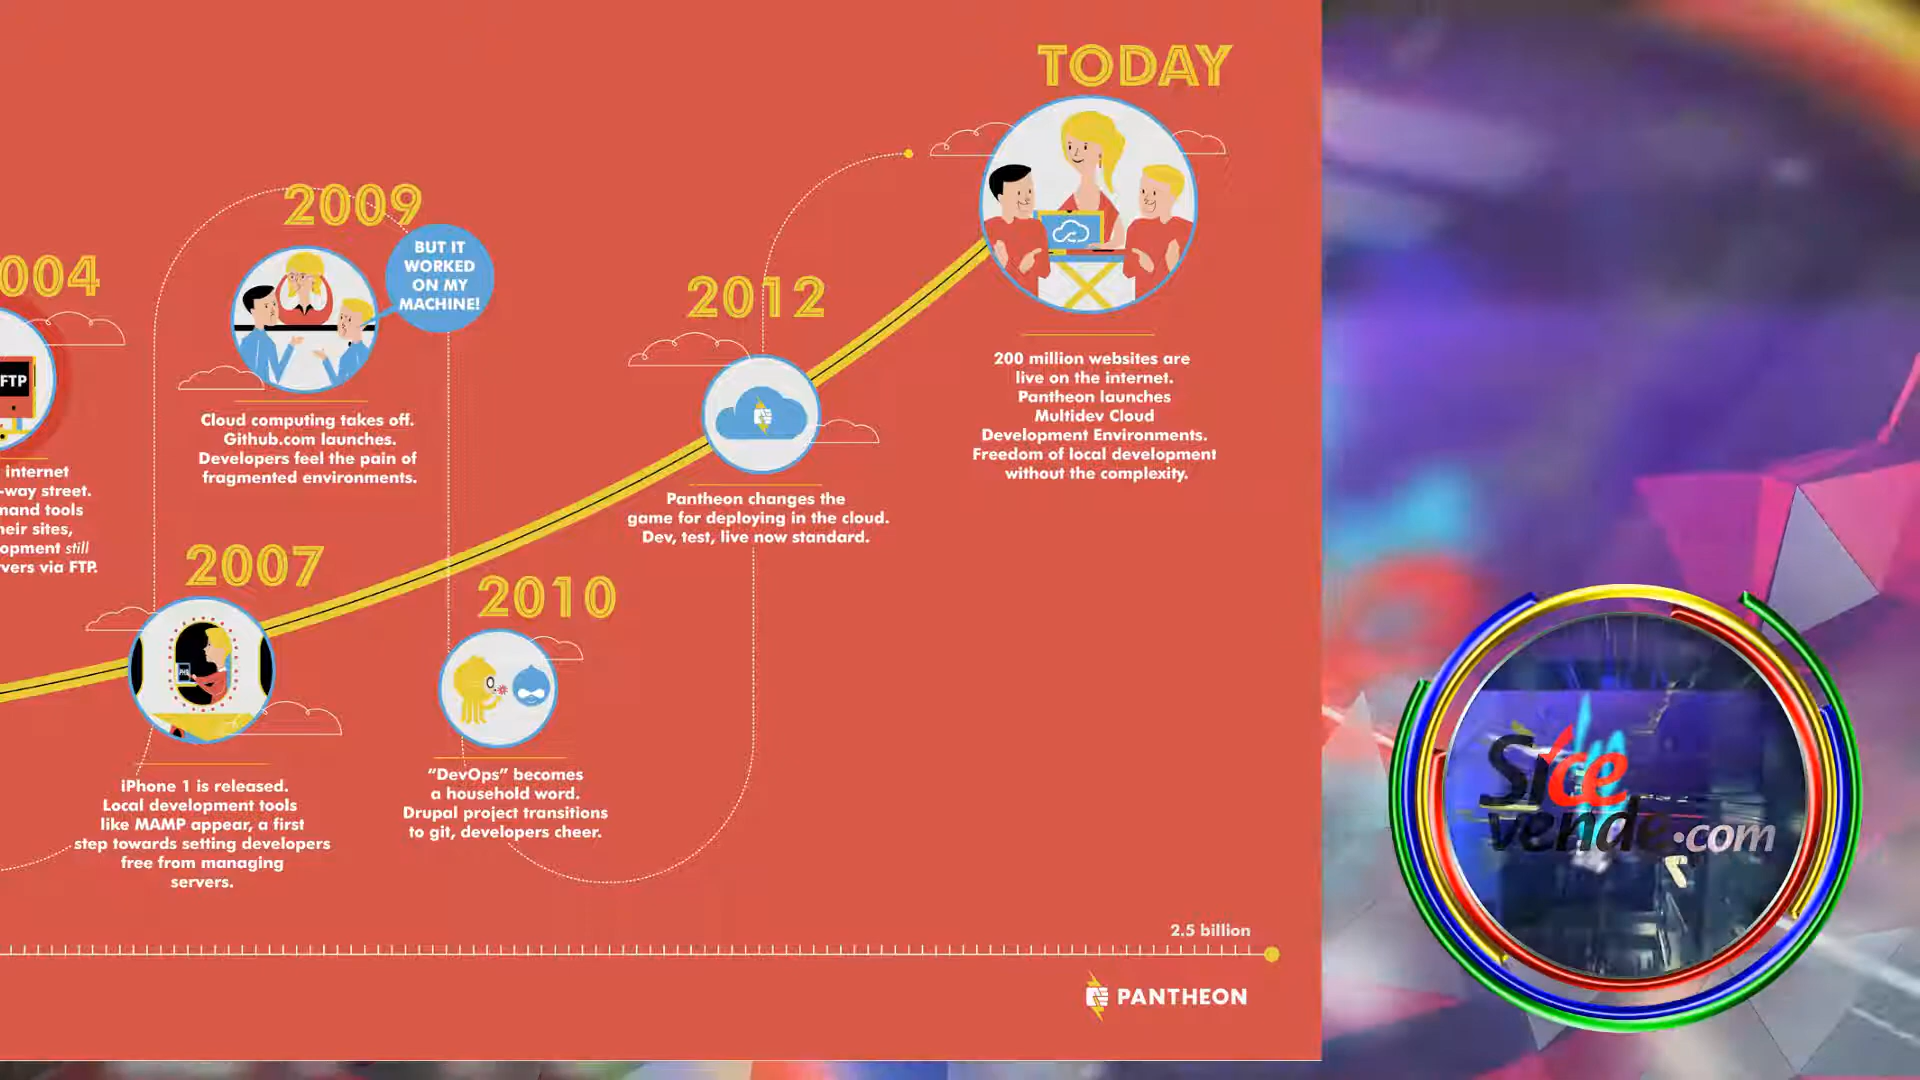 TODAY
2009
BUT IT
WORKED
ON MY
MACHINE!
004
FTP
2012
200 million websites are
live on the internet.
Pantheon launches
Multidev Cloud
Development Environments.
Freedom of local development
without the complexity.
Cloud computing takes off.
Github.com launches.
Developers feel the pain of
fragmented environments.
internet
-way street.
mand tools
heir sites,
opment still
vers via FTP.
Pantheon changes the
game for deploying in the cloud.
Dev, test, live now standard.
2007
2010
iPhone 1 is released.
Local development tools
like MAMP appear, a first
step towards setting developers
free from managing
servers.
"DevOps" becomes
a household word.
Drupal project transitions
to git, developers cheer.
2.5 billion
PANTHEON
Sice
vende.com